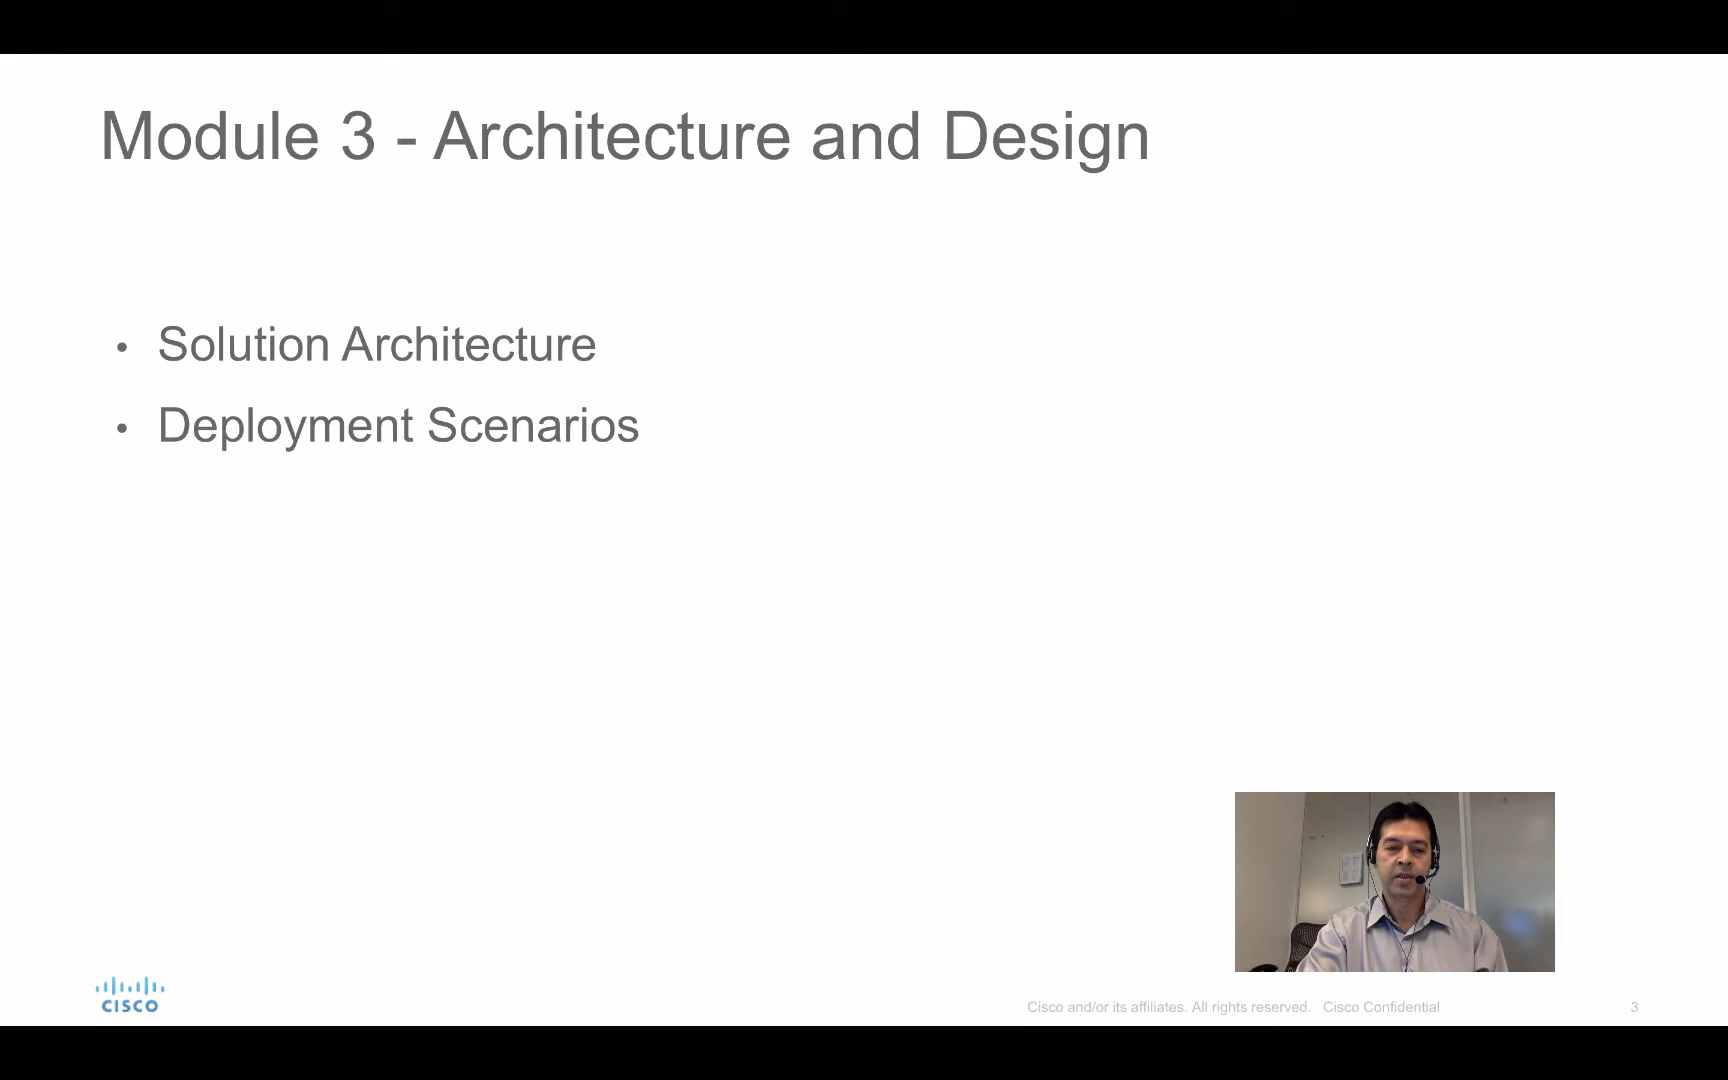 Module 3 - Architecture and Design
• Solution Architecture
• Deployment Scenarios
CISCO
Cisco and/or its affiliates. All rights reserved. Cisco Confidential
3